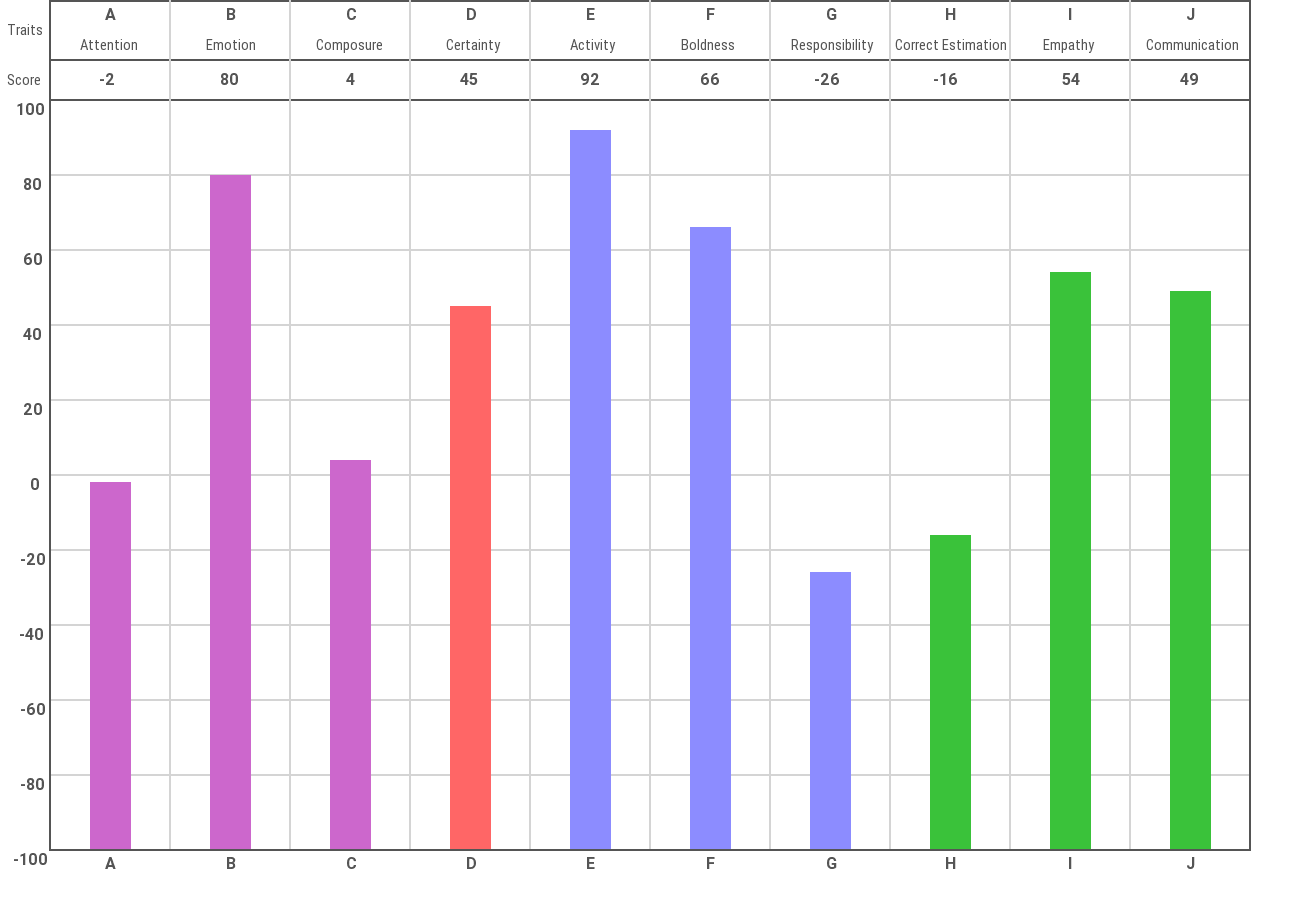 Traits A B C D E F G H I J
Attention Emotion Composure Certainty Activity Boldness Responsibility Correct Estimation Empathy Communication
Score -2 80 4 45 92 66 -26 -16 54 49
100
80
60
40
20
0
-20
-40
-60
-80
-100
A B C D E F G H I J